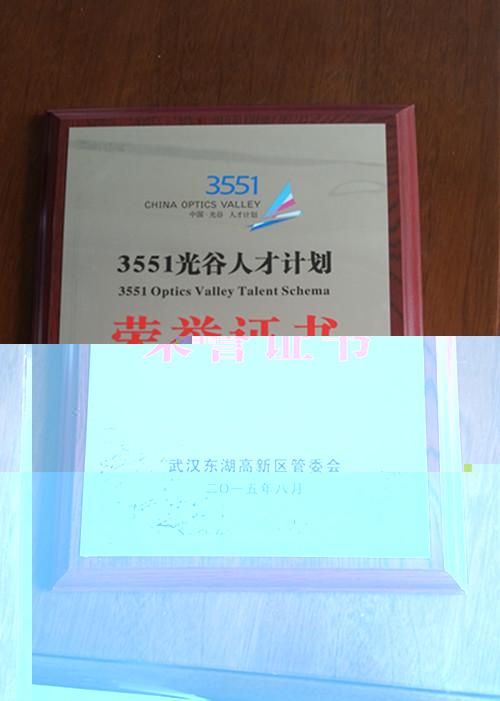 3551
CHINA OPTICS VALLEY
中国·光谷 人才计划
3551光谷人才计划
3551 Optics Valley Talent Schema
荣誉证书
武汉东湖高新区管委会
二〇一五年八月